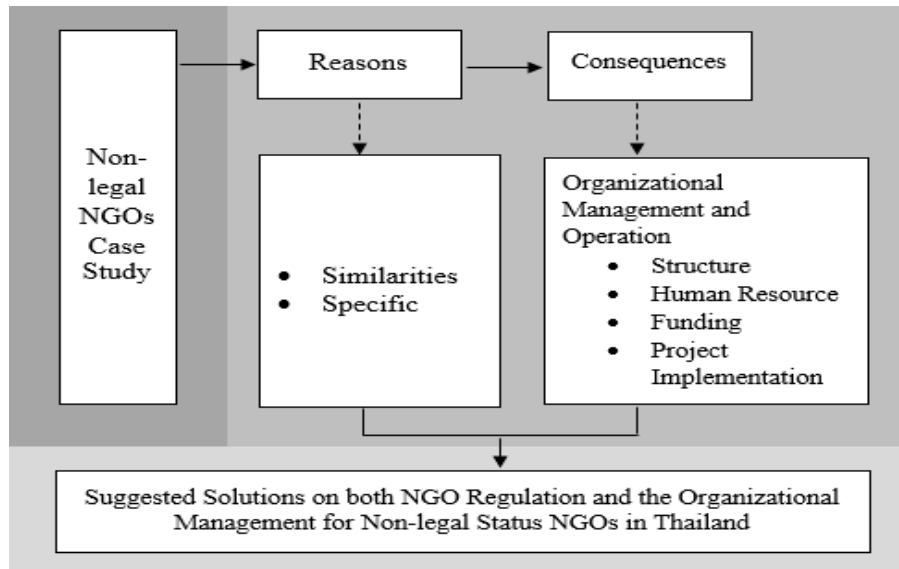 Non-
legal
NGOs
Case
Study
Reasons
Consequences
• Similarities
• Specific
Organizational
Management and
Operation
• Structure
• Human Resource
• Funding
• Project
Implementation
Suggested Solutions on both NGO Regulation and the Organizational
Management for Non-legal Status NGOs in Thailand